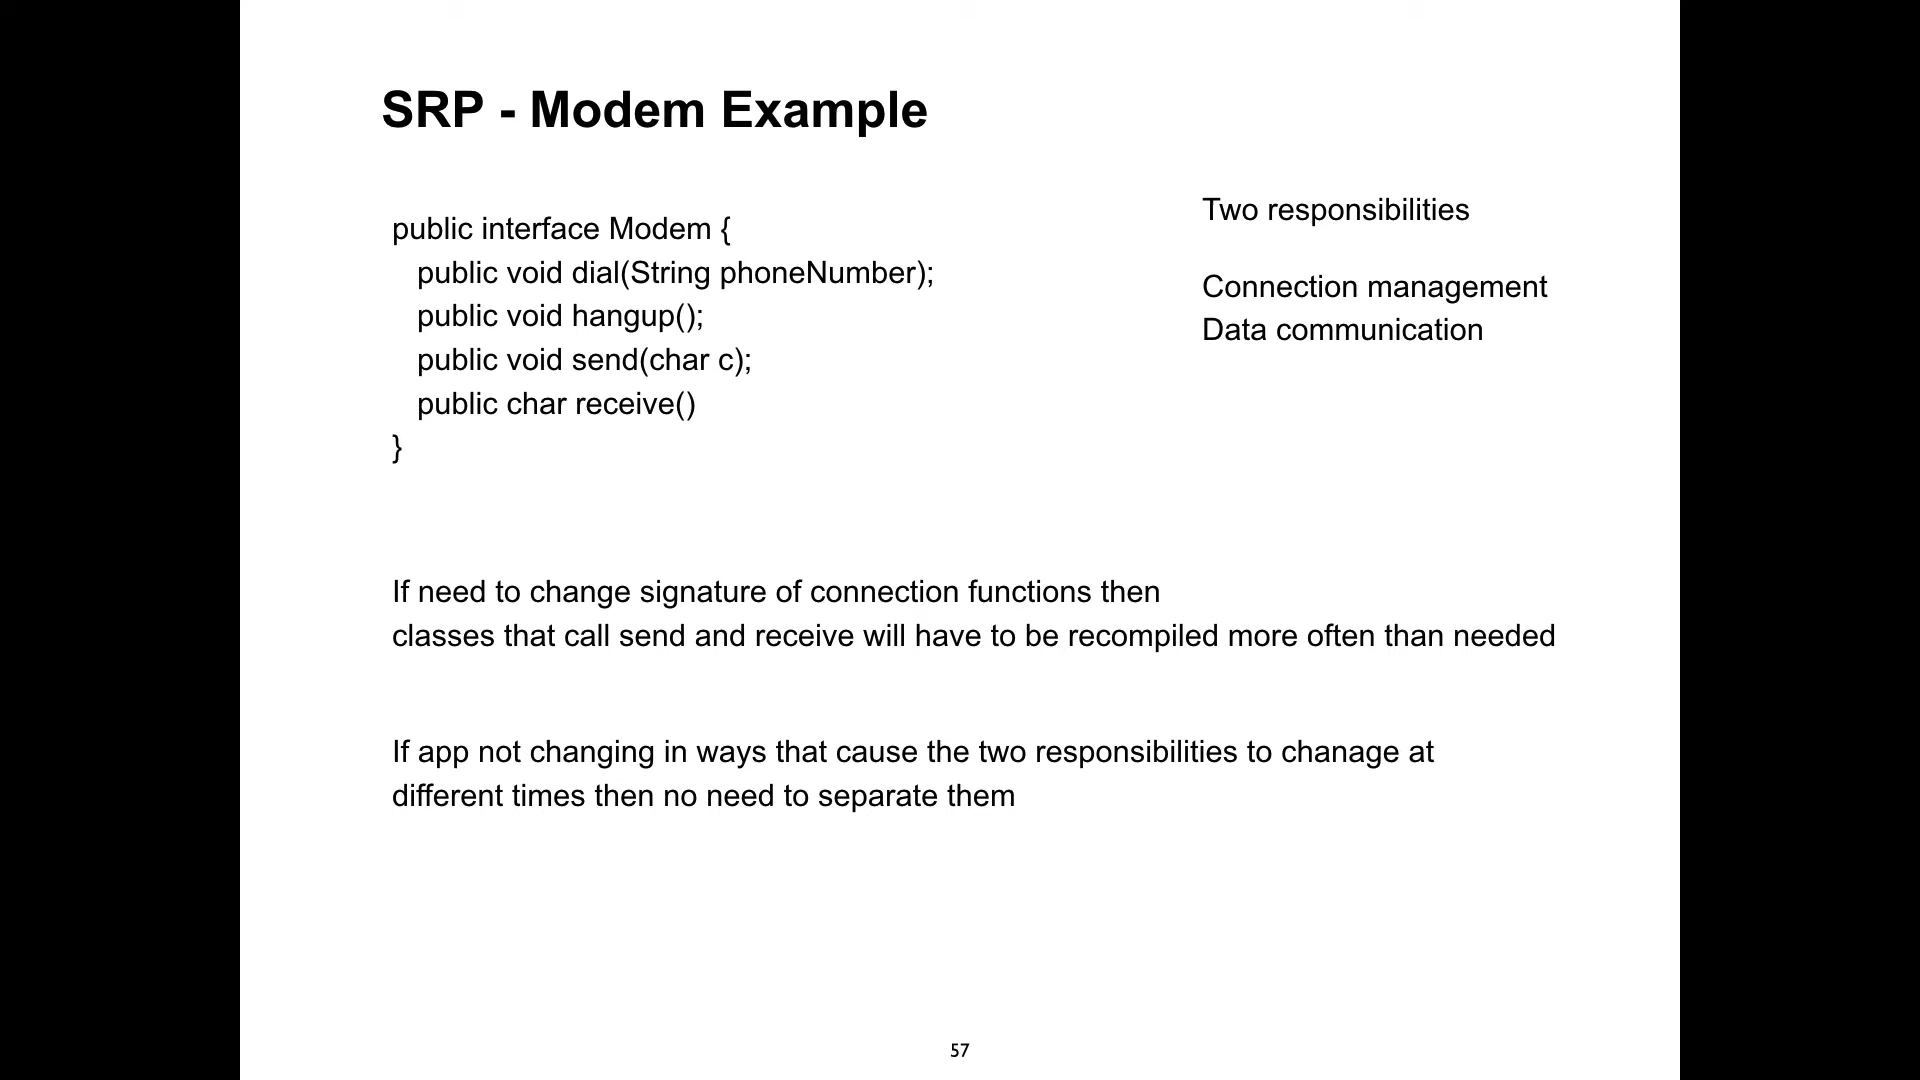 SRP - Modem Example
public interface Modem {
public void dial(String phoneNumber);
public void hangup();
public void send(char c);
public char receive()
}
Two responsibilities
Connection management
Data communication
If need to change signature of connection functions then
classes that call send and receive will have to be recompiled more often than needed
If app not changing in ways that cause the two responsibilities to chanage at
different times then no need to separate them
57